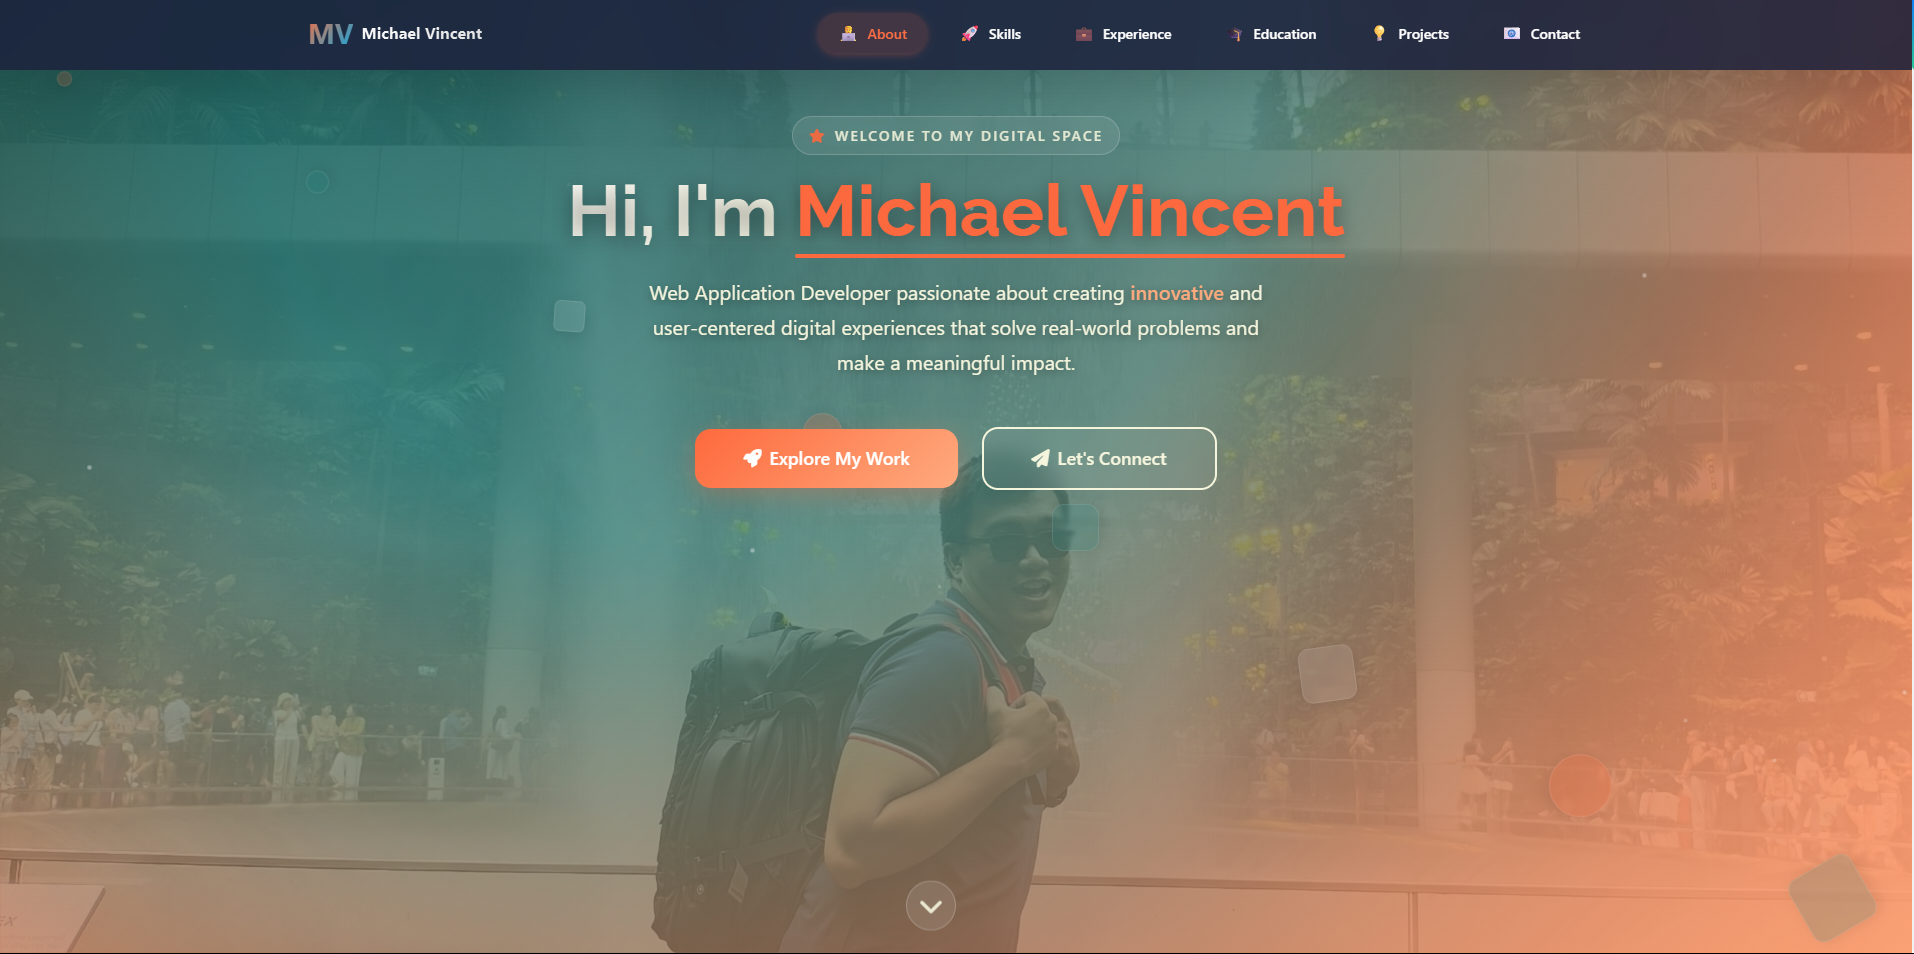 MV Michael Vincent
About Skills Experience Education Projects Contact
WELCOME TO MY DIGITAL SPACE
Hi, I'm Michael Vincent
Web Application Developer passionate about creating innovative and
user-centered digital experiences that solve real-world problems and
make a meaningful impact.
Explore My Work
Let's Connect